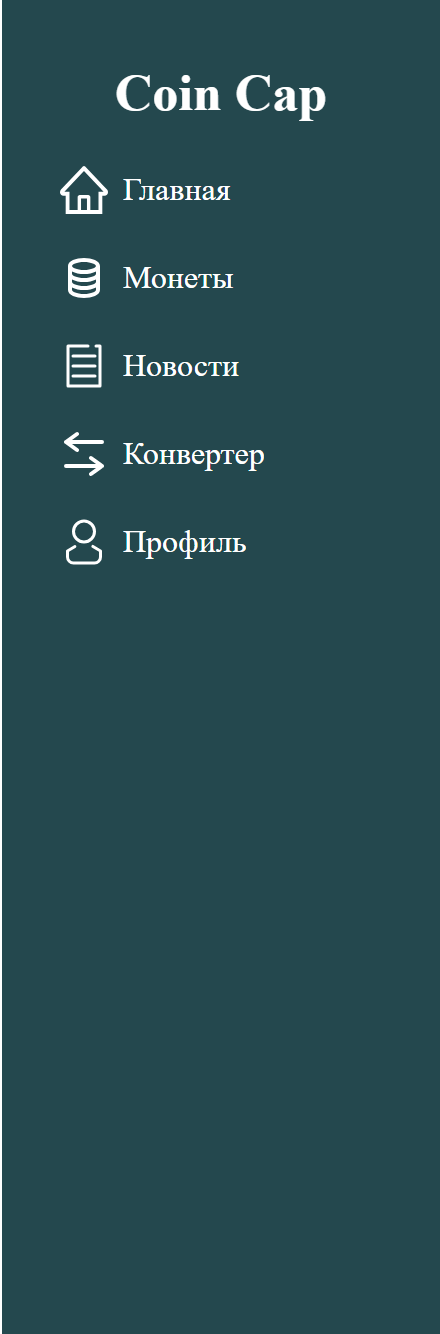 Coin Cap
Главная
Монеты
Новости
Конвертер
Профиль